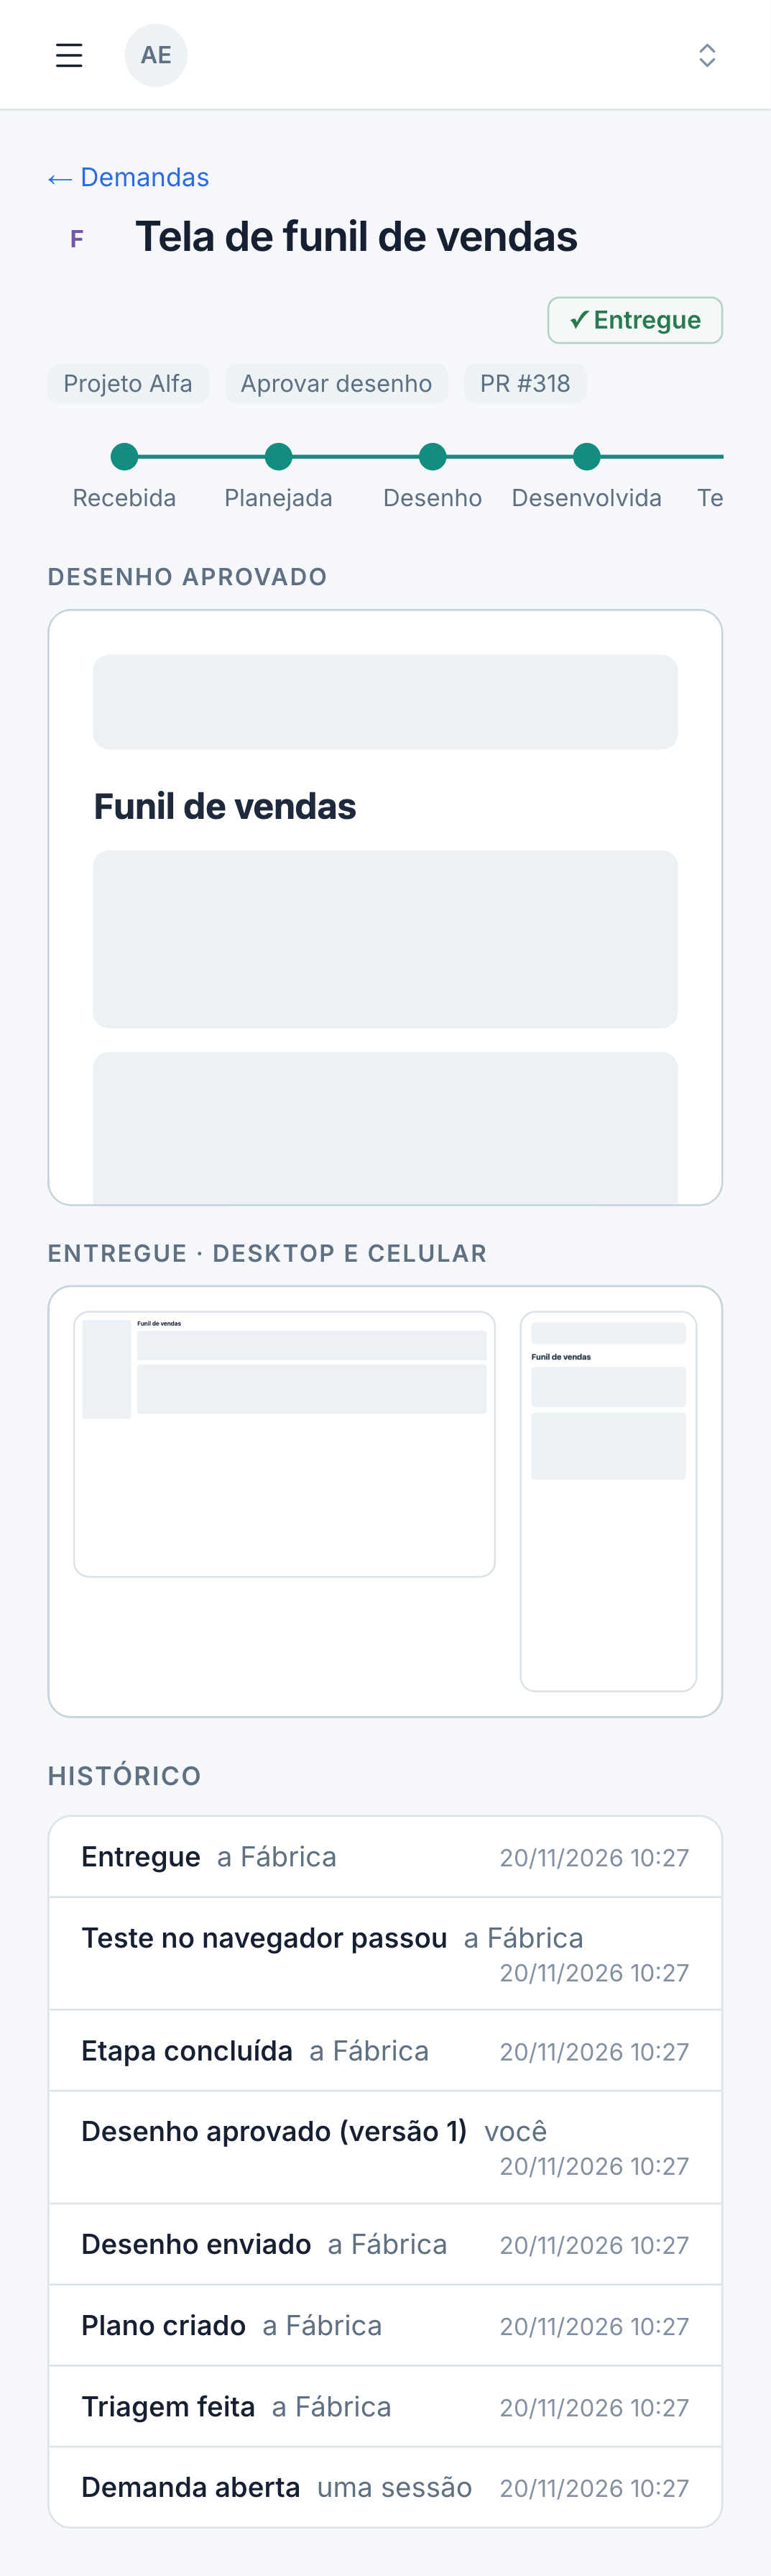 AE
← Demandas
F
Tela de funil de vendas
✓ Entregue
Projeto Alfa
Aprovar desenho
PR #318
Recebida
Planejada
Desenho
Desenvolvida
Te
DESENHO APROVADO
Funil de vendas
ENTREGUE · DESKTOP E CELULAR
Funil de vendas
Funil de vendas
HISTÓRICO
Entregue a Fábrica 20/11/2026 10:27
Teste no navegador passou a Fábrica
20/11/2026 10:27
Etapa concluída a Fábrica 20/11/2026 10:27
Desenho aprovado (versão 1) você
20/11/2026 10:27
Desenho enviado a Fábrica 20/11/2026 10:27
Plano criado a Fábrica 20/11/2026 10:27
Triagem feita a Fábrica 20/11/2026 10:27
Demanda aberta uma sessão 20/11/2026 10:27